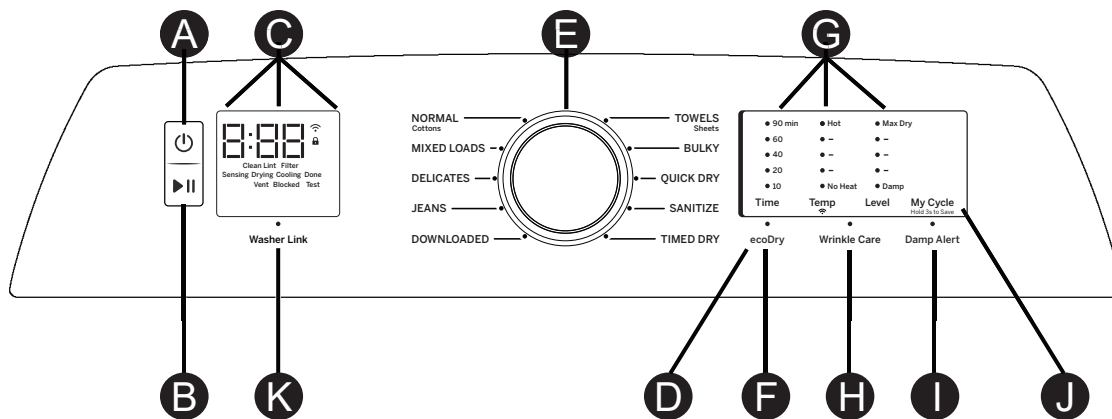 A
C
E
G
8:88
Clean Lint Filter
Sensing Drying Cooling Done
Vent Blocked Test
Washer Link
NORMAL
Cottons
MIXED LOADS
DELICATES
JEANS
DOWNLOADED
TOWELS
Sheets
BULKY
QUICK DRY
SANITIZE
TIMED DRY
90 min Hot Max Dry
60 – –
40 – –
20 – –
10 No Heat Damp
Time Temp Level My Cycle
Hold 3s to Save
ecoDry Wrinkle Care Damp Alert
B
K
D
F
H
I
J